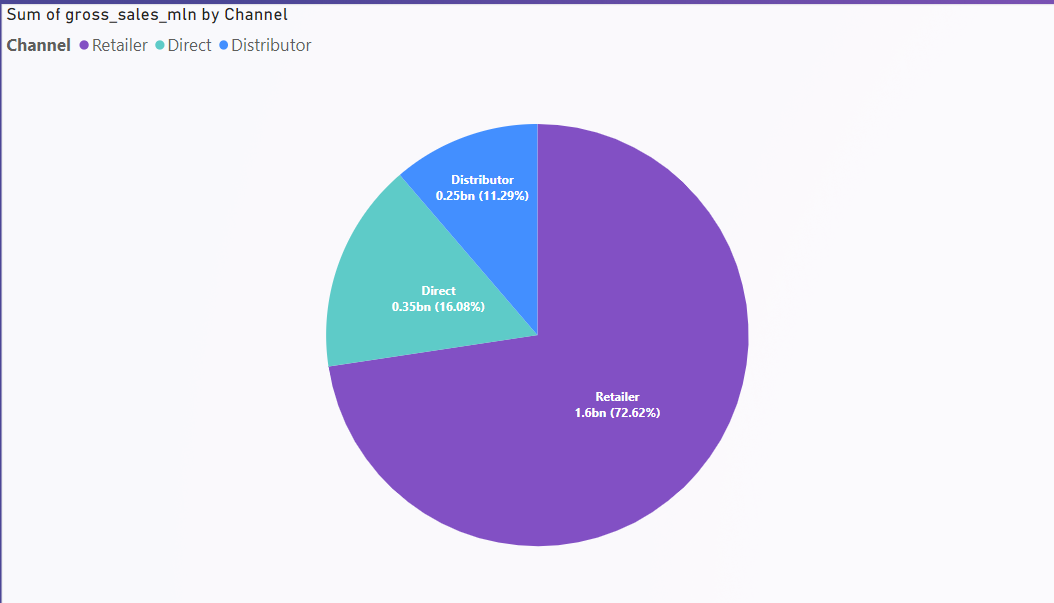 Sum of gross_sales_mln by Channel
Channel Retailer Direct Distributor
Distributor
0.25bn (11.29%)
Direct
0.35bn (16.08%)
Retailer
1.6bn (72.62%)